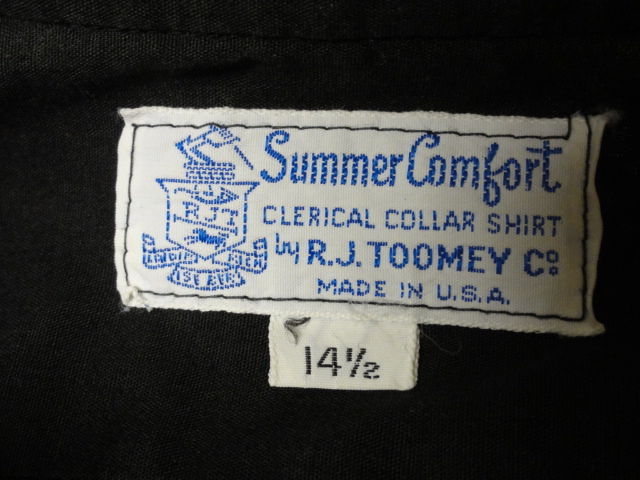 Summer Comfort
CLERICAL COLLAR SHIRT
by R.J. TOOMEY Co.
MADE IN U.S.A.
R J T
14½